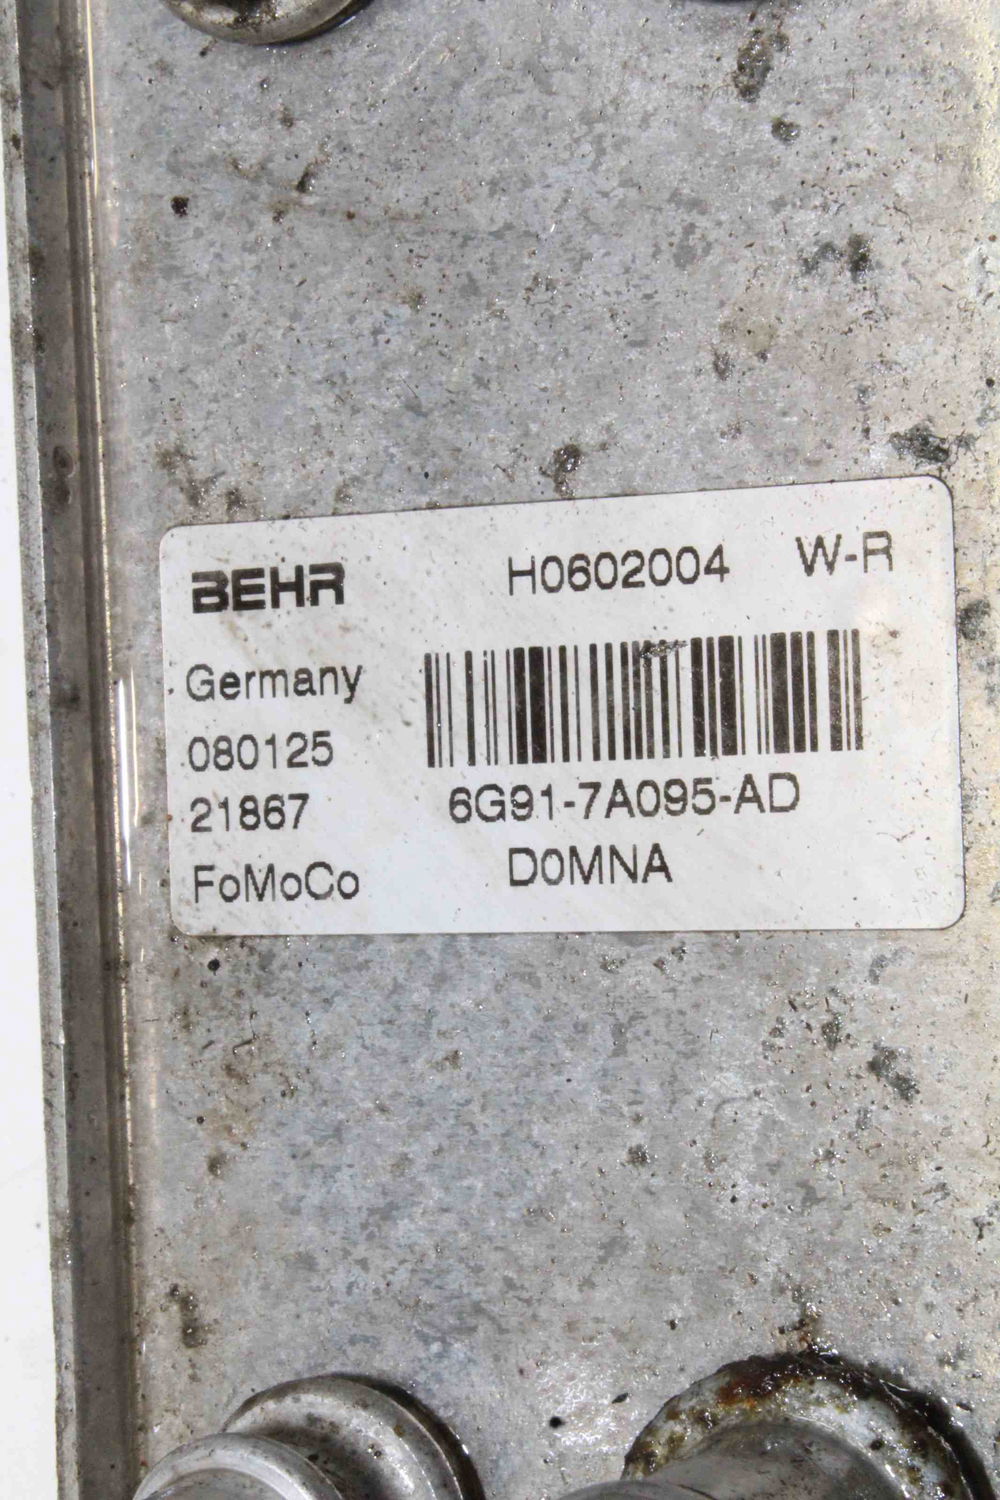 BEHR H0602004 W-R
Germany
080125
21867 6G91-7A095-AD
FoMoCo D0MNA